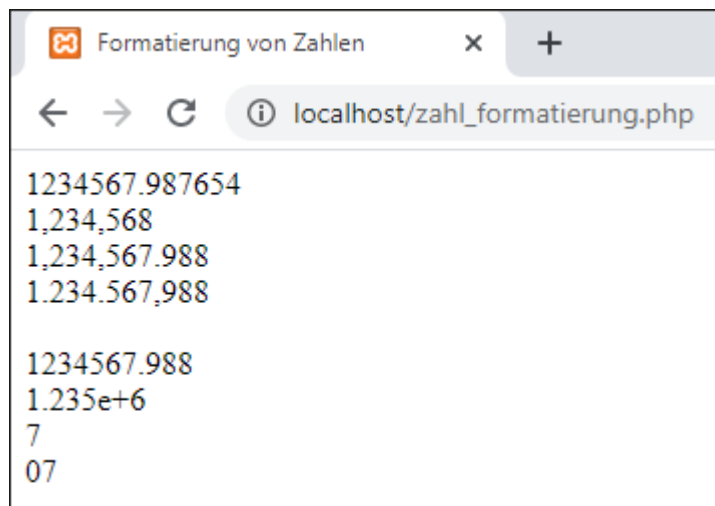 Formatierung von Zahlen
localhost/zahl_formatierung.php
1234567.987654
1,234,568
1,234,567.988
1.234.567,988
1234567.988
1.235e+6
7
07